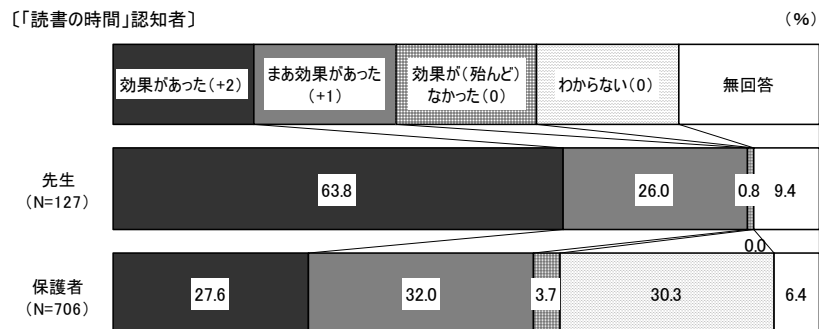 〔「読書の時間」認知者〕 (%)
効果があった(+2) まあ効果があった(+1) 効果が(殆んど)なかった(0) わからない(0) 無回答
先生
(N=127)
63.8 26.0 0.8 9.4
0.0
保護者
(N=706)
27.6 32.0 3.7 30.3 6.4